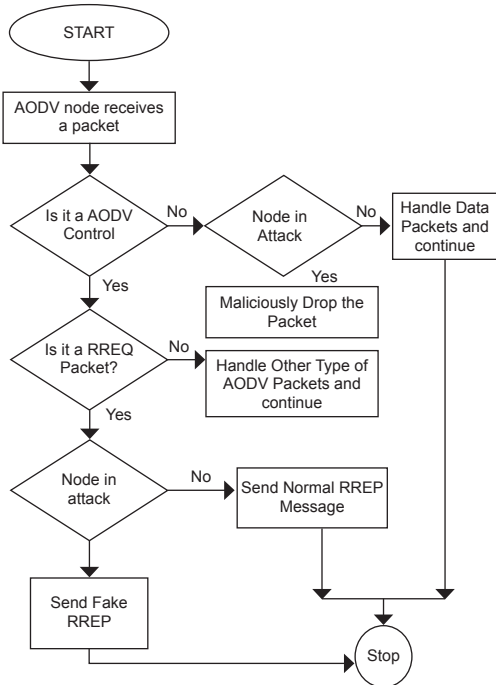 START
AODV node receives
a packet
Is it a AODV
Control
No
Node in
Attack
No
Handle Data
Packets and
continue
Yes
Yes
Maliciously Drop the
Packet
Is it a RREQ
Packet?
No
Handle Other Type of
AODV Packets and
continue
Yes
Node in
attack
No
Send Normal RREP
Message
Send Fake
RREP
Stop